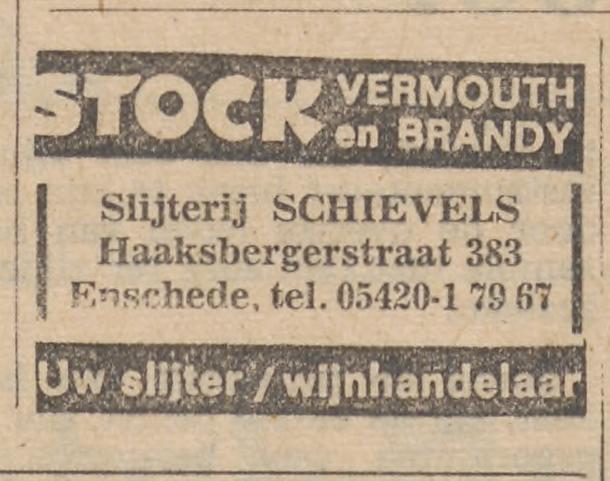 STOCK VERMOUTH
en BRANDY
Slijterij SCHIEVELS
Haaksbergerstraat 383
Enschede, tel. 05420-1 79 67
Uw slijter / wijnhandelaar